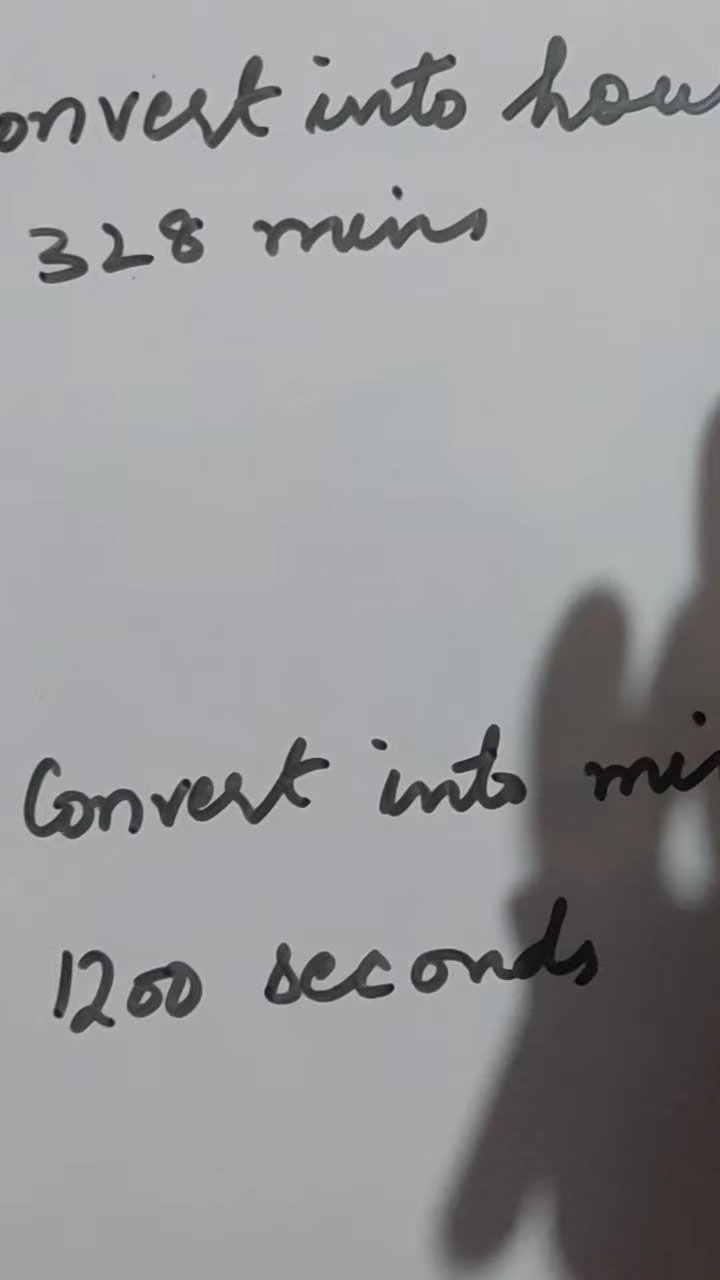 onvert into hou
328 mins
Convert into mi
1200 seconds